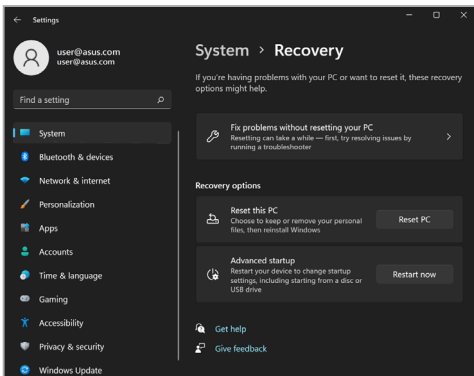 Settings
user@asus.com
user@asus.com
Find a setting
System
Bluetooth & devices
Network & internet
Personalization
Apps
Accounts
Time & language
Gaming
Accessibility
Privacy & security
Windows Update
System > Recovery
If you're having problems with your PC or want to reset it, these recovery
options might help.
Fix problems without resetting your PC
Resetting can take a while — first, try resolving issues by
running a troubleshooter
Recovery options
Reset this PC
Choose to keep or remove your personal
files, then reinstall Windows
Reset PC
Advanced startup
Restart your device to change startup
settings, including starting from a disc or
USB drive
Restart now
Get help
Give feedback